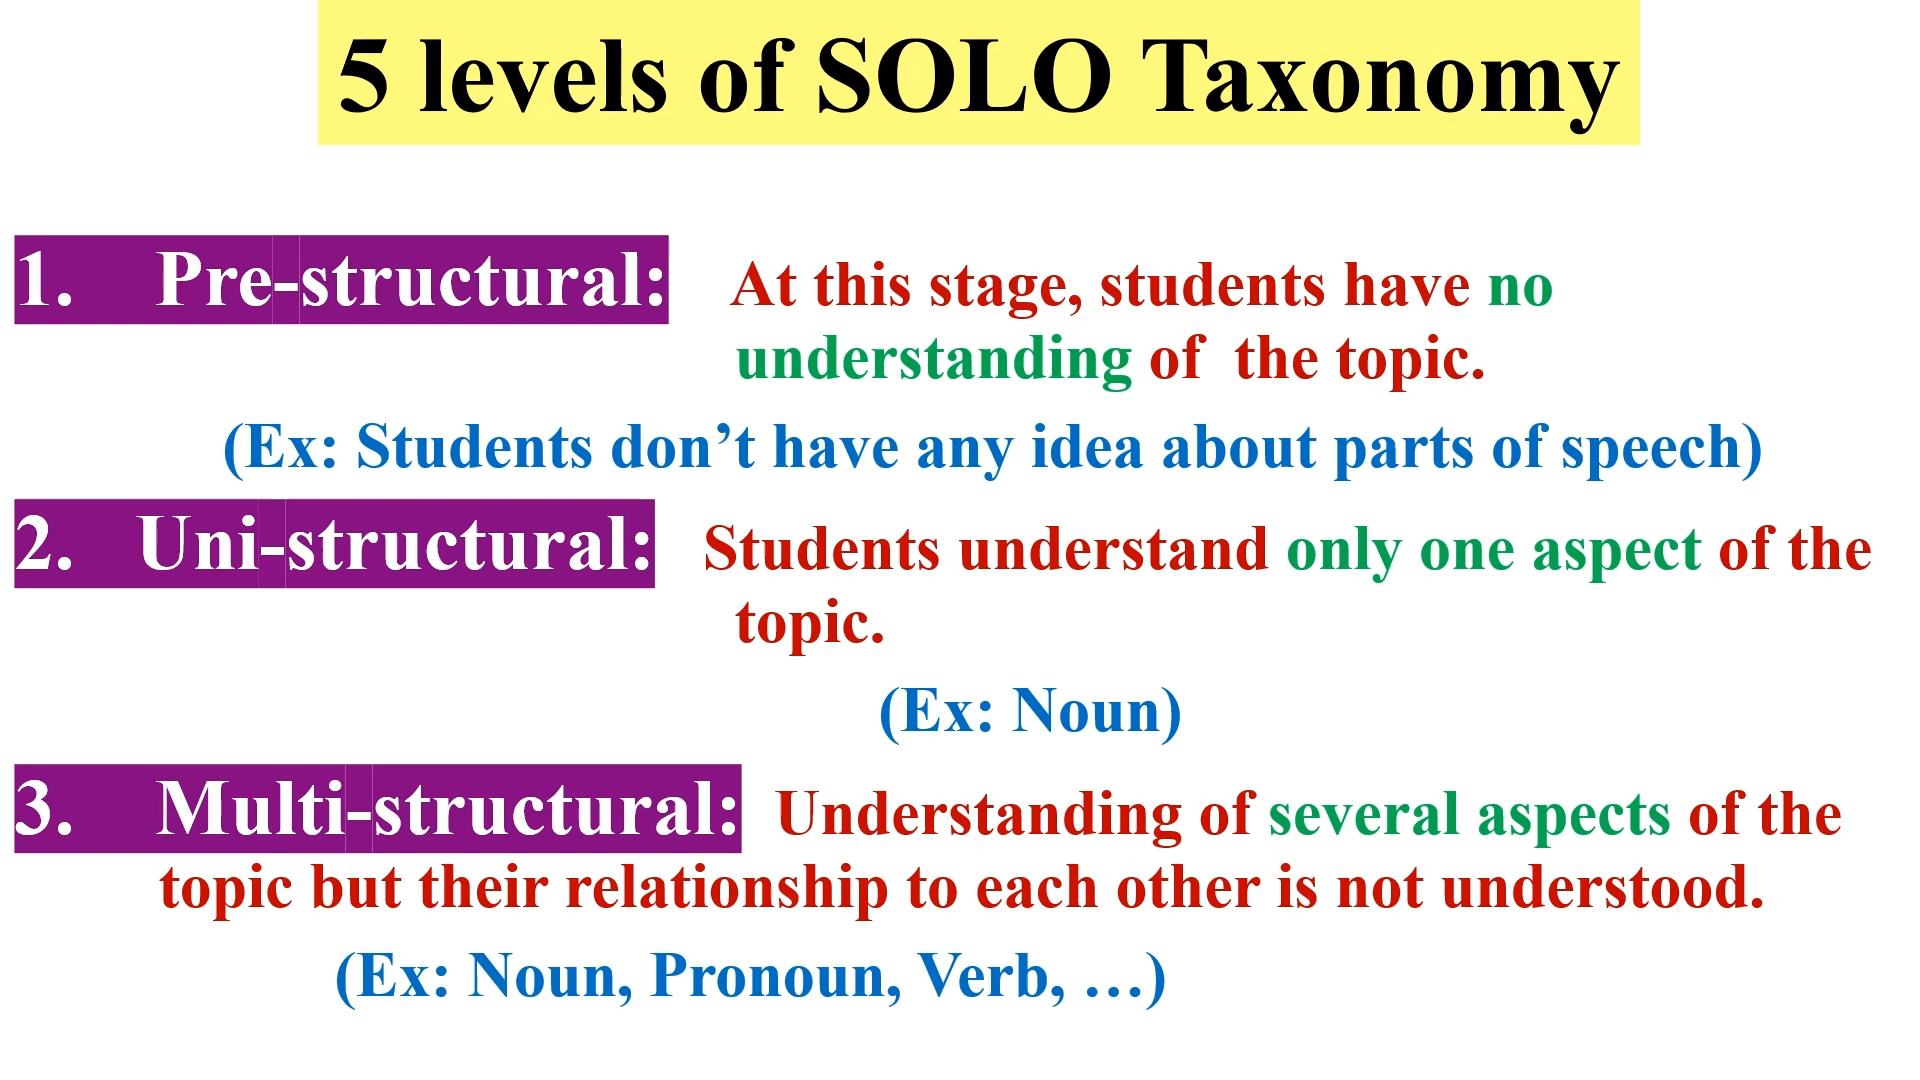 5 levels of SOLO Taxonomy
1. Pre-structural: At this stage, students have no
understanding of the topic.
(Ex: Students don’t have any idea about parts of speech)
2. Uni-structural: Students understand only one aspect of the
topic.
(Ex: Noun)
3. Multi-structural: Understanding of several aspects of the
topic but their relationship to each other is not understood.
(Ex: Noun, Pronoun, Verb, …)